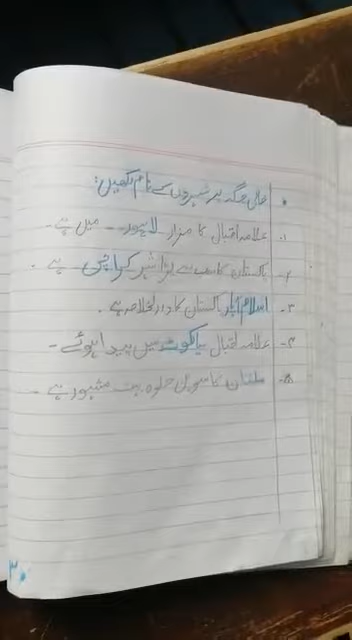 خالی جگہ پر شہروں کے نام لکھیں:
۱۔ علامہ اقبال کا مزار لاہور میں ہے۔
۲۔ پاکستان کا سب سے بڑا شہر کراچی ہے۔
۳۔ اسلام آباد پاکستان کا دارلخلافہ ہے۔
۴۔ علامہ اقبال سیالکوٹ میں پیدا ہوئے۔
۵۔ ملتان کا سوہن حلوہ بہت مشہور ہے۔
۳۰